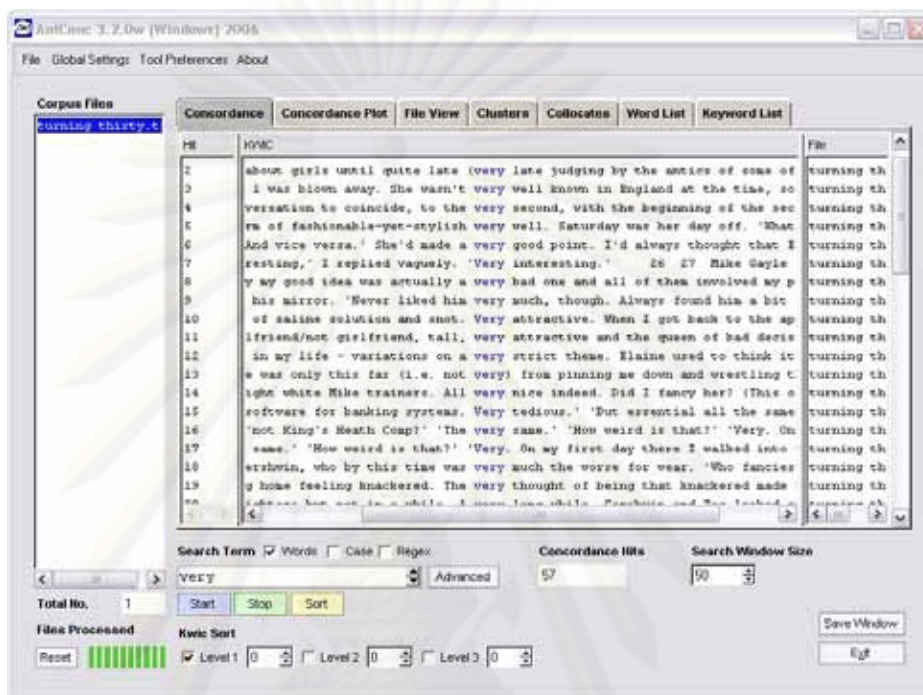 AntConc 3.2.0w (Windows) 2006
File Global Settings Tool Preferences About
Corpus Files
turning thirty.t
Concordance Concordance Plot File View Clusters Collocates Word List Keyword List
Hit KWIC File
2 about girls until quite late (very late judging by the antics of some of turning th
3 I was blown away. She wasn't very well known in England at the time, so turning th
4 versation to coincide, to the very second, with the beginning of the sec turning th
5 rm of fashionable-yet-stylish very well. Saturday was her day off. 'What turning th
6 And vice versa.' She'd made a very good point. I'd always thought that I turning th
7 resting,' I replied vaguely. 'Very interesting.' 26 27 Mike Gayle turning th
8 y my good idea was actually a very bad one and all of them involved my p turning th
9 his mirror. 'Never liked him very much, though. Always found him a bit turning th
10 of saline solution and snot. Very attractive. When I got back to the ap turning th
11 lfriend/not girlfriend, tall, very attractive and the queen of bad decis turning th
12 in my life - variations on a very strict theme. Elaine used to think it turning th
13 e was only this far (i.e. not very) from pinning me down and wrestling t turning th
14 ight white Nike trainers. All very nice indeed. Did I fancy her? (This o turning th
15 software for banking systems. Very tedious.' 'But essential all the same turning th
16 'not King's Heath Comp?' 'The very same.' 'How weird is that?' 'Very. On turning th
17 same.' 'How weird is that?' 'Very. On my first day there I walked into turning th
18 ershwin, who by this time was very much the worse for wear. 'Who fancies turning th
19 g home feeling knackered. The very thought of being that knackered made turning th
Search Term Words Case Regex Concordance Hits Search Window Size
very Advanced 57 50
Total No. 1 Start Stop Sort
Files Processed Kwic Sort Save Window
Reset Level 1 0 Level 2 0 Level 3 0 Exit